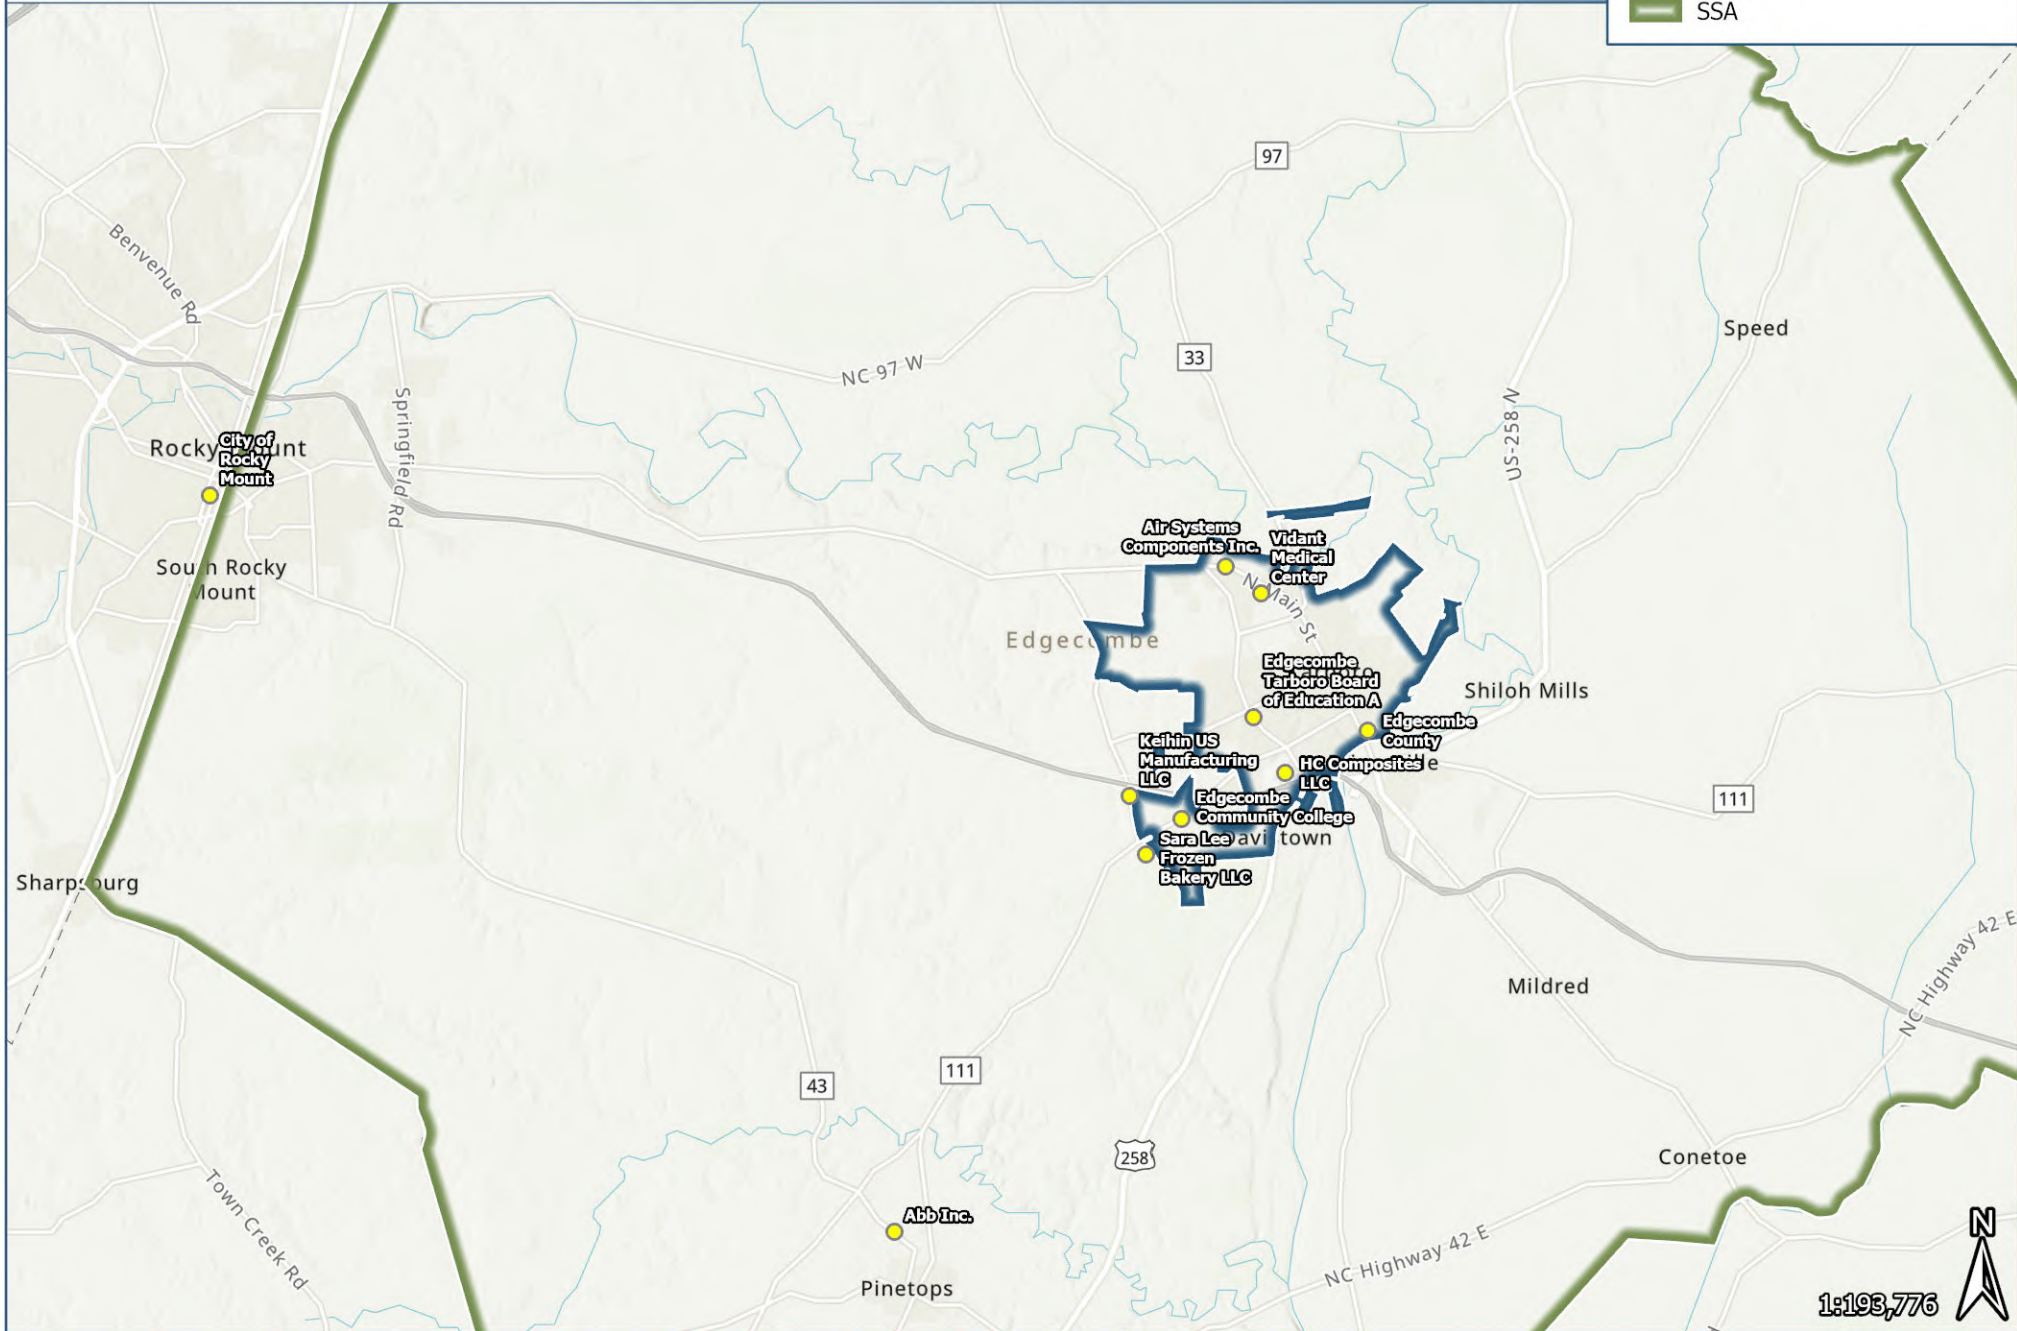 SSA
97
Benvenue Rd
Speed
33
NC 97 W
Springfield Rd
US-258 N
City of
Rocky
Mount
South Rocky
Mount
Air Systems
Components Inc.
Vidant
Medical
Center
N Main St
Edgecombe
Edgecombe
Tarboro Board
of Education A
Shiloh Mills
Edgecombe
County
Keihin US
Manufacturing
LLC
HC Composites
LLC
111
Edgecombe
Community College
Sara Lee
Frozen
Bakery LLC
Sharpsburg
NC Highway 42 E
Mildred
111
43
258
Conetoe
Town Creek Rd
Abb Inc.
NC Highway 42 E
Pinetops
N
1:193,776